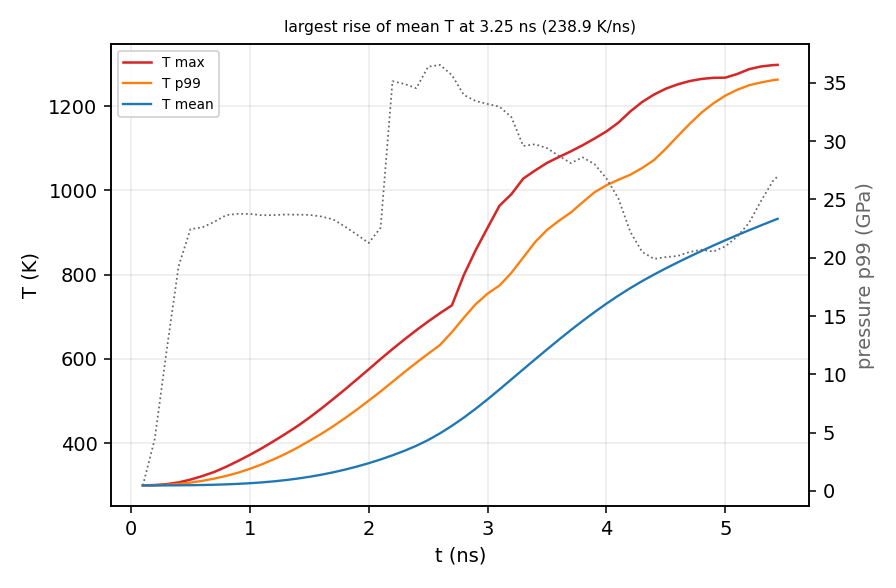 largest rise of mean T at 3.25 ns (238.9 K/ns)
T max
T p99
T mean
T (K)
1200
1000
800
600
400
35
30
25
20
15
10
5
0
pressure p99 (GPa)
0 1 2 3 4 5
t (ns)